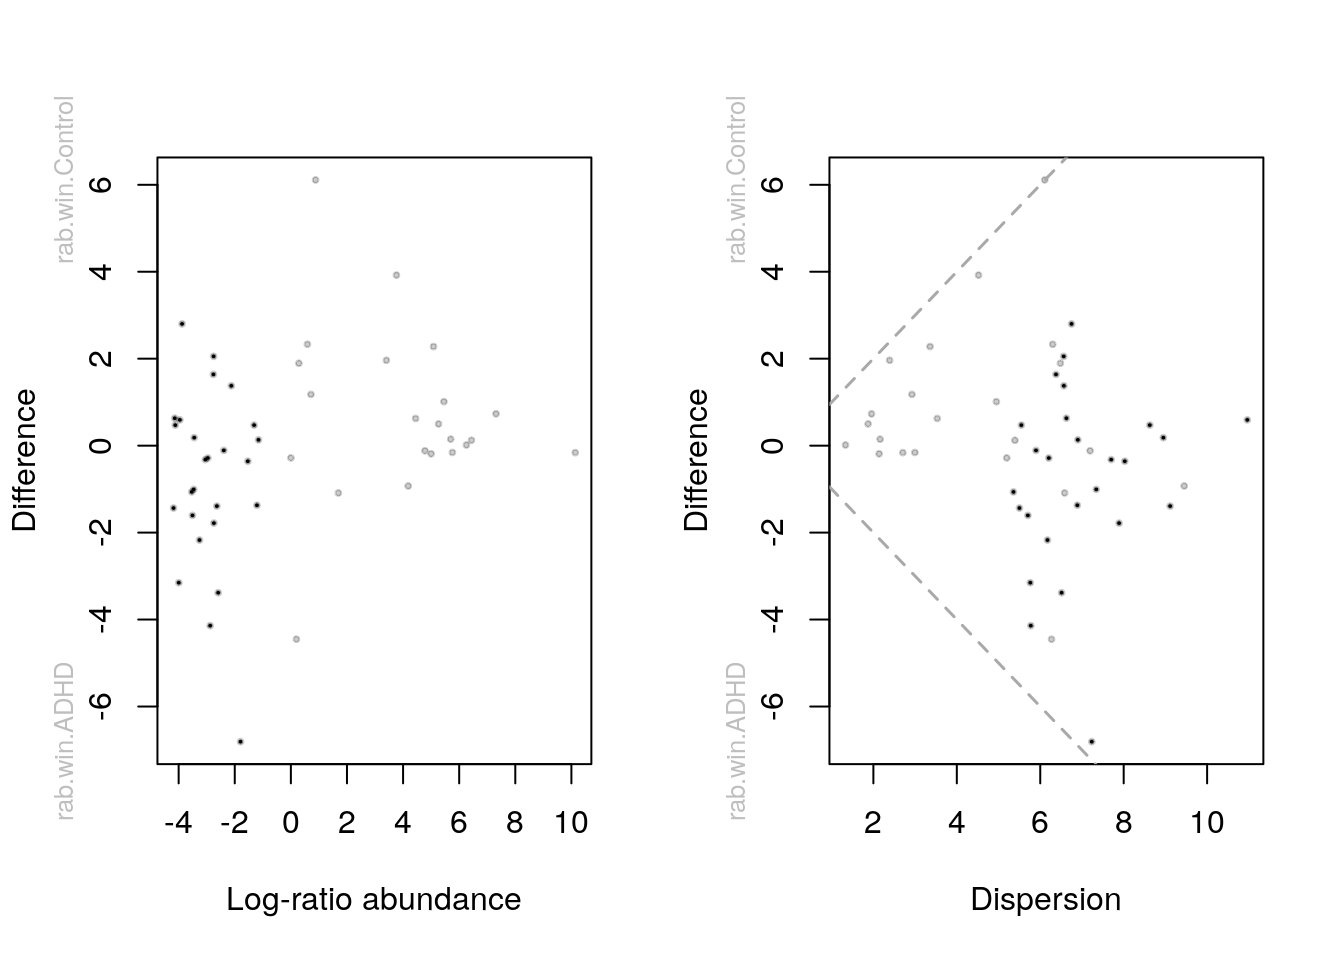 rab.win.Control
rab.win.ADHD
Difference
6
4
2
0
-2
-4
-6
-4 -2 0 2 4 6 8 10
Log-ratio abundance
rab.win.Control
rab.win.ADHD
Difference
6
4
2
0
-2
-4
-6
2 4 6 8 10
Dispersion